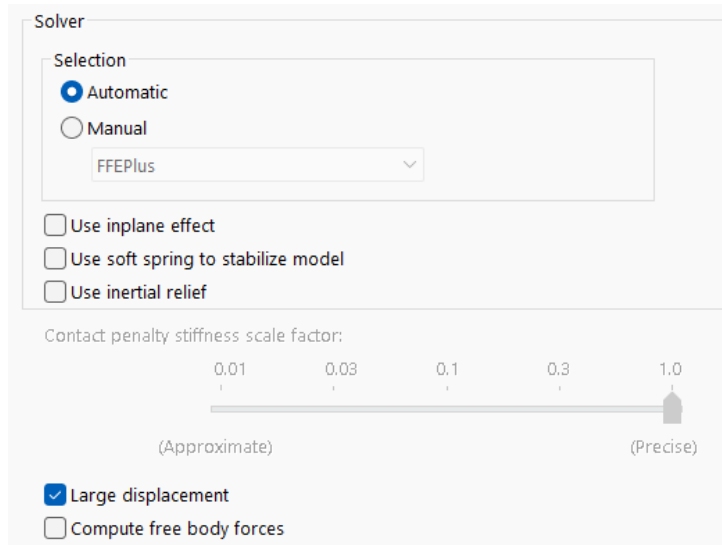 Solver
Selection
Automatic
Manual
FFEPlus
Use inplane effect
Use soft spring to stabilize model
Use inertial relief
Contact penalty stiffness scale factor:
0.01 0.03 0.1 0.3 1.0
(Approximate) (Precise)
Large displacement
Compute free body forces